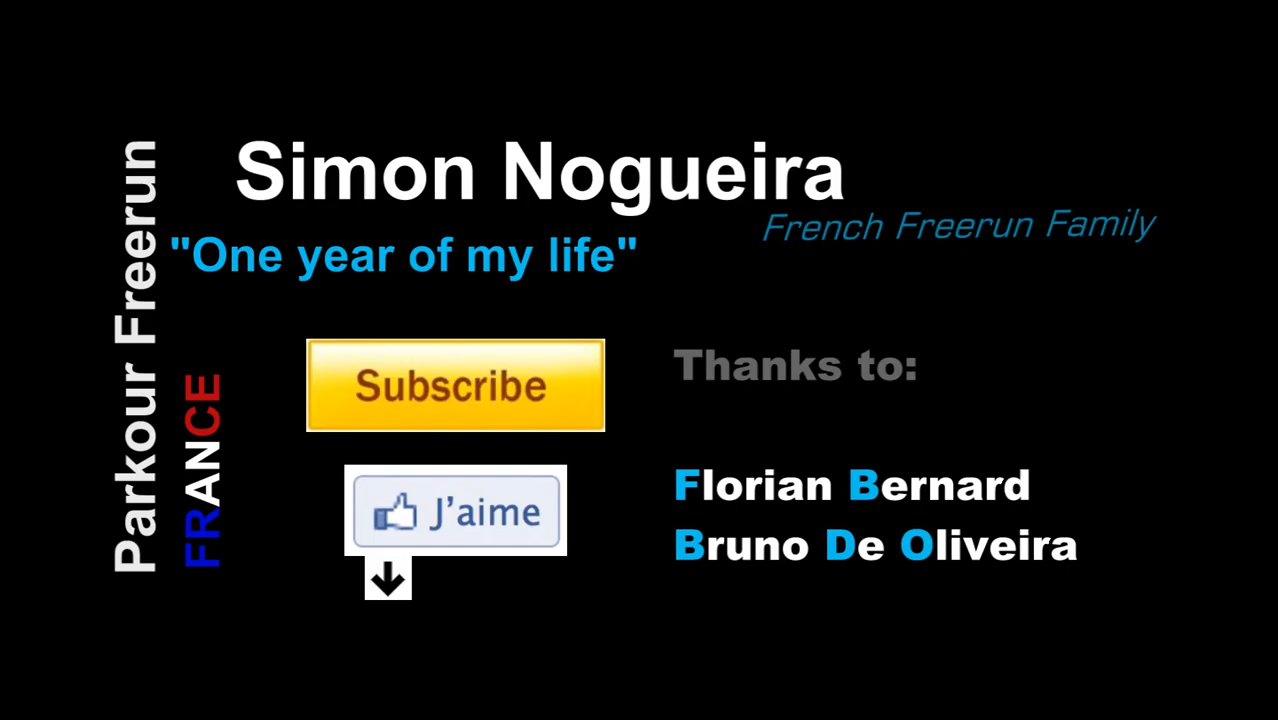 Simon Nogueira
French Freerun Family
"One year of my life"
Parkour Freerun
FRANCE
Subscribe
J'aime
Thanks to:
Florian Bernard
Bruno De Oliveira